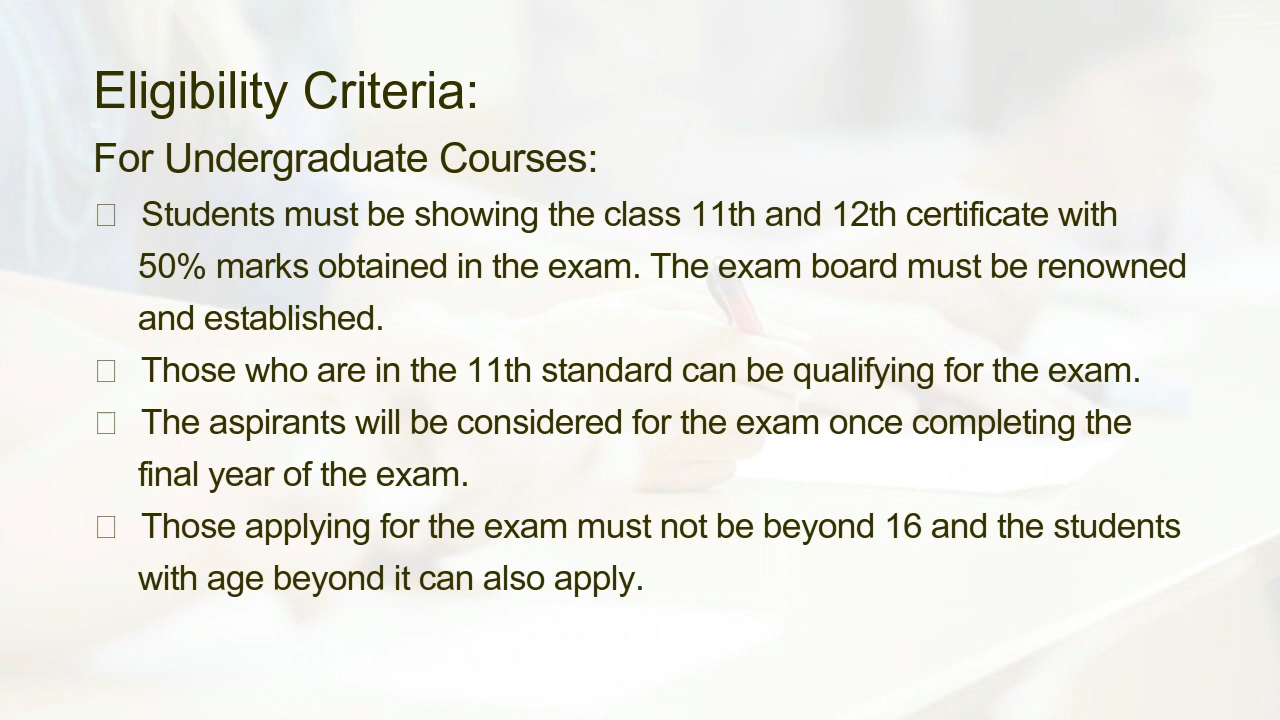 Eligibility Criteria:
For Undergraduate Courses:
□ Students must be showing the class 11th and 12th certificate with
50% marks obtained in the exam. The exam board must be renowned
and established.
□ Those who are in the 11th standard can be qualifying for the exam.
□ The aspirants will be considered for the exam once completing the
final year of the exam.
□ Those applying for the exam must not be beyond 16 and the students
with age beyond it can also apply.